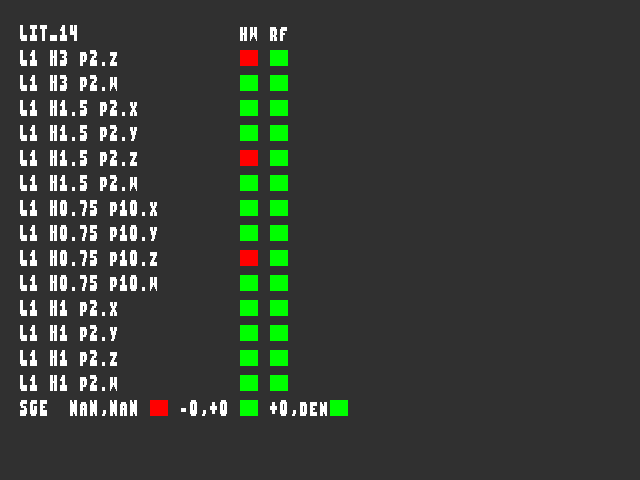 LIT_14 HW RF
L1 H3 p2.z
L1 H3 p2.w
L1 H1.5 p2.x
L1 H1.5 p2.y
L1 H1.5 p2.z
L1 H1.5 p2.w
L1 H0.75 p10.x
L1 H0.75 p10.y
L1 H0.75 p10.z
L1 H0.75 p10.w
L1 H1 p2.x
L1 H1 p2.y
L1 H1 p2.z
L1 H1 p2.w
SGE NaN,NaN -0,+0 +0,DEN